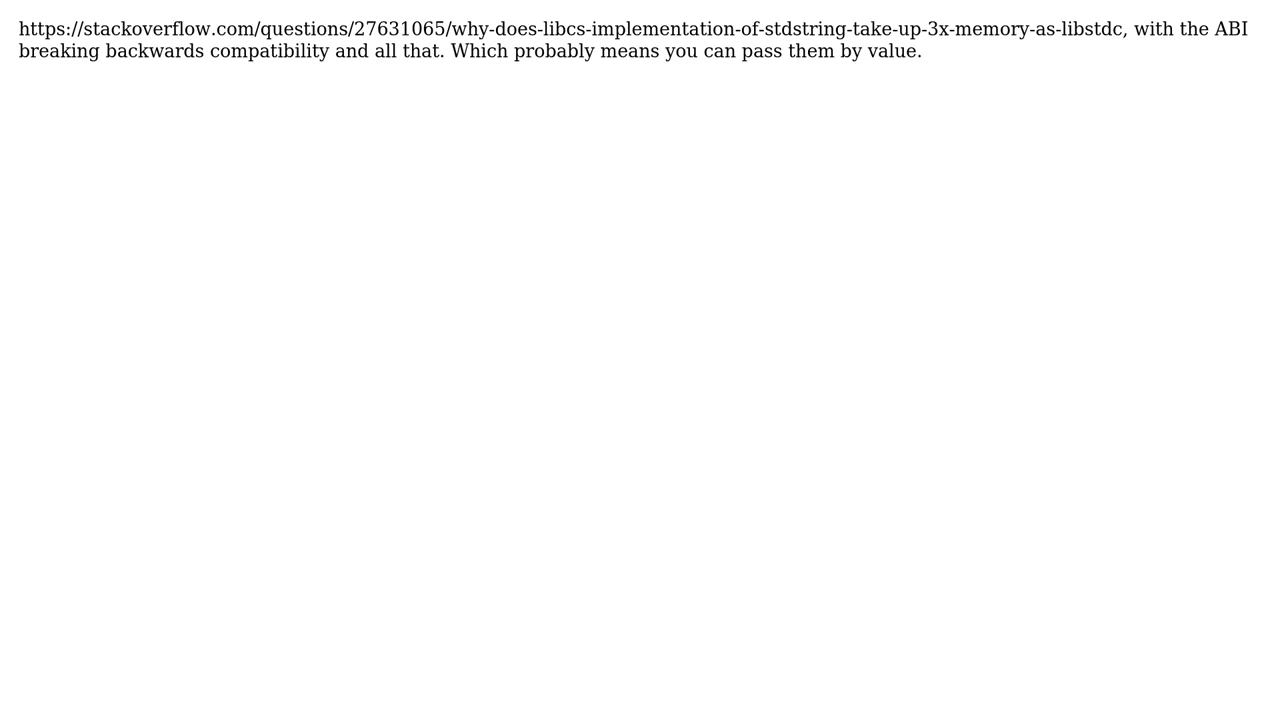 https://stackoverflow.com/questions/27631065/why-does-libcs-implementation-of-stdstring-take-up-3x-memory-as-libstdc, with the ABI
breaking backwards compatibility and all that. Which probably means you can pass them by value.